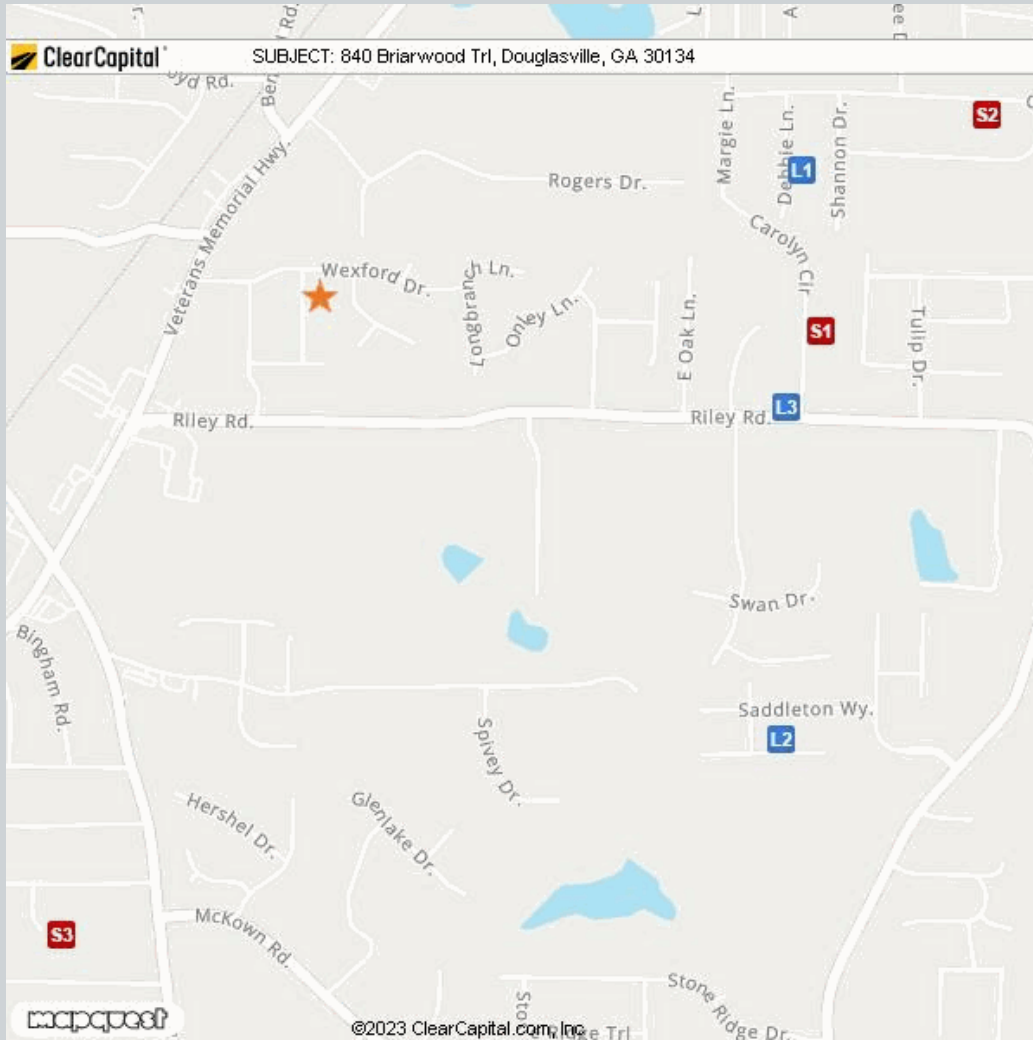 ClearCapital
SUBJECT: 840 Briarwood Trl, Douglasville, GA 30134
oyd Rd.
Veterans Memorial Hwy.
Rogers Dr.
Margie Ln.
Debbie Ln.
Shannon Dr.
S2
L1
Carolyn Cir
Wexford Dr.
Longbranch Ln.
Onley Ln.
E Oak Ln.
S1
Tulip Dr.
Riley Rd.
Riley Rd.
L3
Swan Dr.
Bingham Rd.
Saddleton Wy.
L2
Spivey Dr.
Hershel Dr.
Glenlake Dr.
S3
McKown Rd.
Stone Ridge Dr.
mapquest
©2023 ClearCapital.com, Inc.